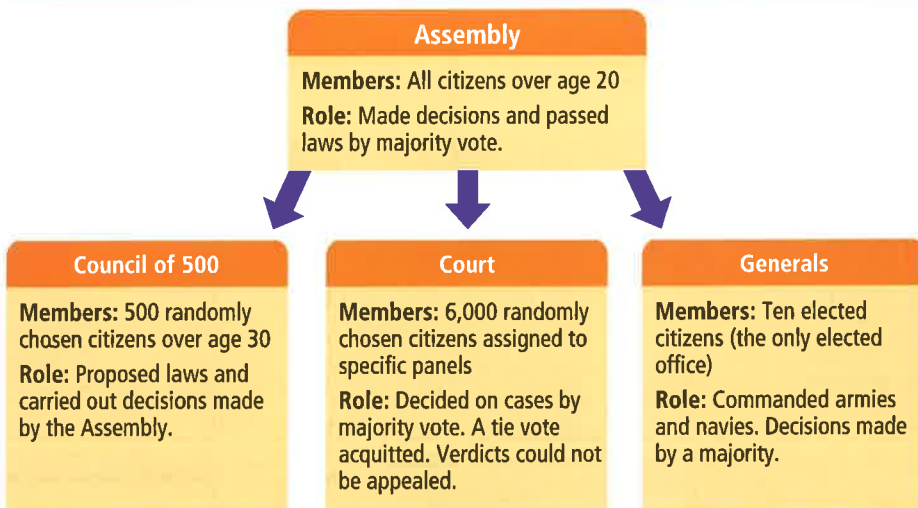 Assembly
Members: All citizens over age 20
Role: Made decisions and passed
laws by majority vote.
Council of 500
Members: 500 randomly
chosen citizens over age 30
Role: Proposed laws and
carried out decisions made
by the Assembly.
Court
Members: 6,000 randomly
chosen citizens assigned to
specific panels
Role: Decided on cases by
majority vote. A tie vote
acquitted. Verdicts could not
be appealed.
Generals
Members: Ten elected
citizens (the only elected
office)
Role: Commanded armies
and navies. Decisions made
by a majority.